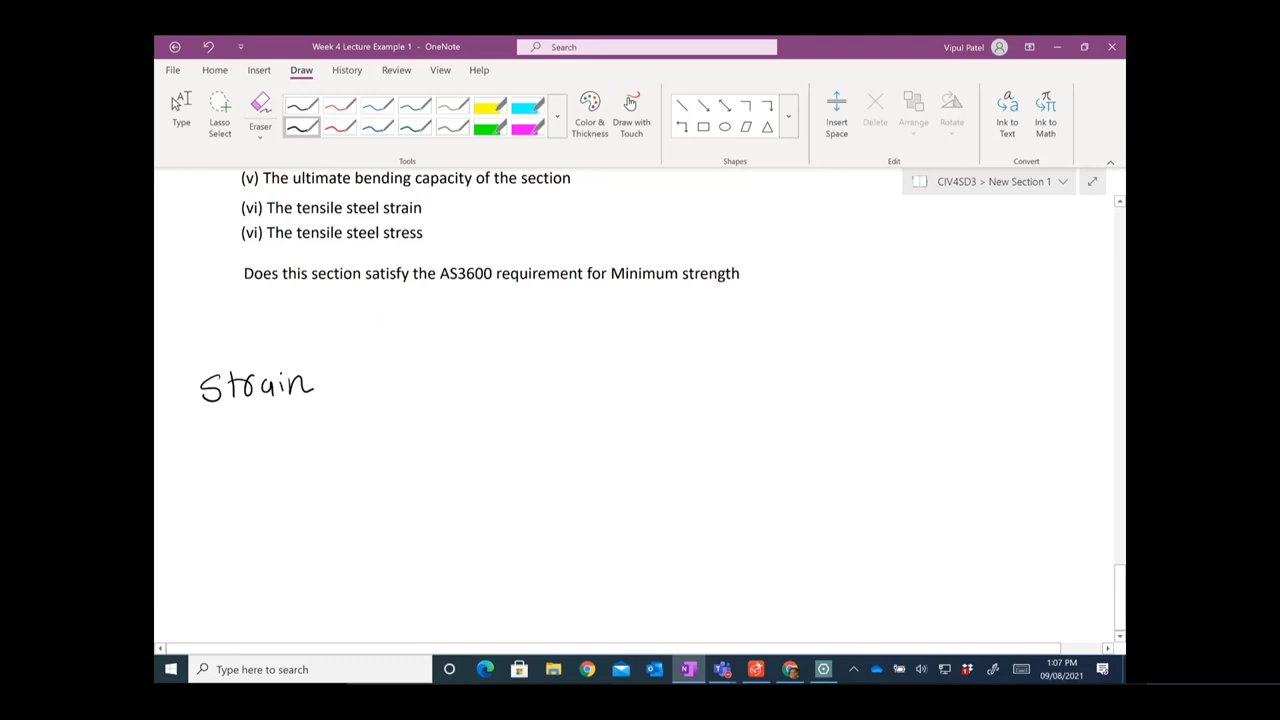 Week 4 Lecture Example 1 - OneNote
Search
Vipul Patel
File Home Insert Draw History Review View Help
Type
Lasso Select
Eraser
Color & Thickness
Draw with Touch
Insert Space
Delete
Arrange
Rotate
Ink to Text
Ink to Math
Tools
Shapes
Edit
Convert
CIV4SD3 > New Section 1
(v) The ultimate bending capacity of the section
(vi) The tensile steel strain
(vi) The tensile steel stress
Does this section satisfy the AS3600 requirement for Minimum strength
Strain
Type here to search
1:07 PM
09/08/2021